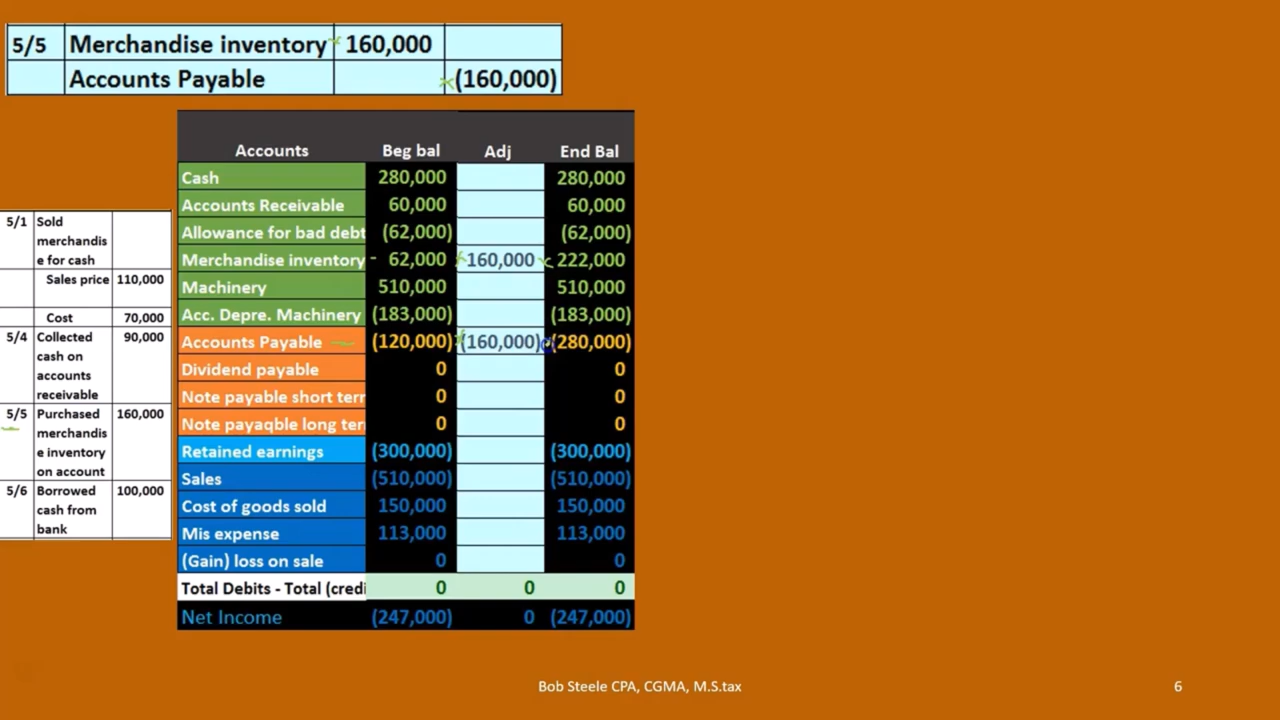 5/5 Merchandise inventory 160,000
Accounts Payable (160,000)
Accounts Beg bal Adj End Bal
Cash 280,000 280,000
Accounts Receivable 60,000 60,000
Allowance for bad debt (62,000) (62,000)
Merchandise inventory 62,000 160,000 222,000
Machinery 510,000 510,000
Acc. Depre. Machinery (183,000) (183,000)
Accounts Payable (120,000) (160,000) (280,000)
Dividend payable 0 0
Note payable short terr 0 0
Note payaqble long ter 0 0
Retained earnings (300,000) (300,000)
Sales (510,000) (510,000)
Cost of goods sold 150,000 150,000
Mis expense 113,000 113,000
(Gain) loss on sale 0 0
Total Debits - Total (credi 0 0 0
Net Income (247,000) 0 (247,000)
5/1 Sold
merchandis
e for cash
Sales price 110,000
Cost 70,000
5/4 Collected 90,000
cash on
accounts
receivable
5/5 Purchased 160,000
merchandis
e inventory
on account
5/6 Borrowed 100,000
cash from
bank
Bob Steele CPA, CGMA, M.S.tax 6